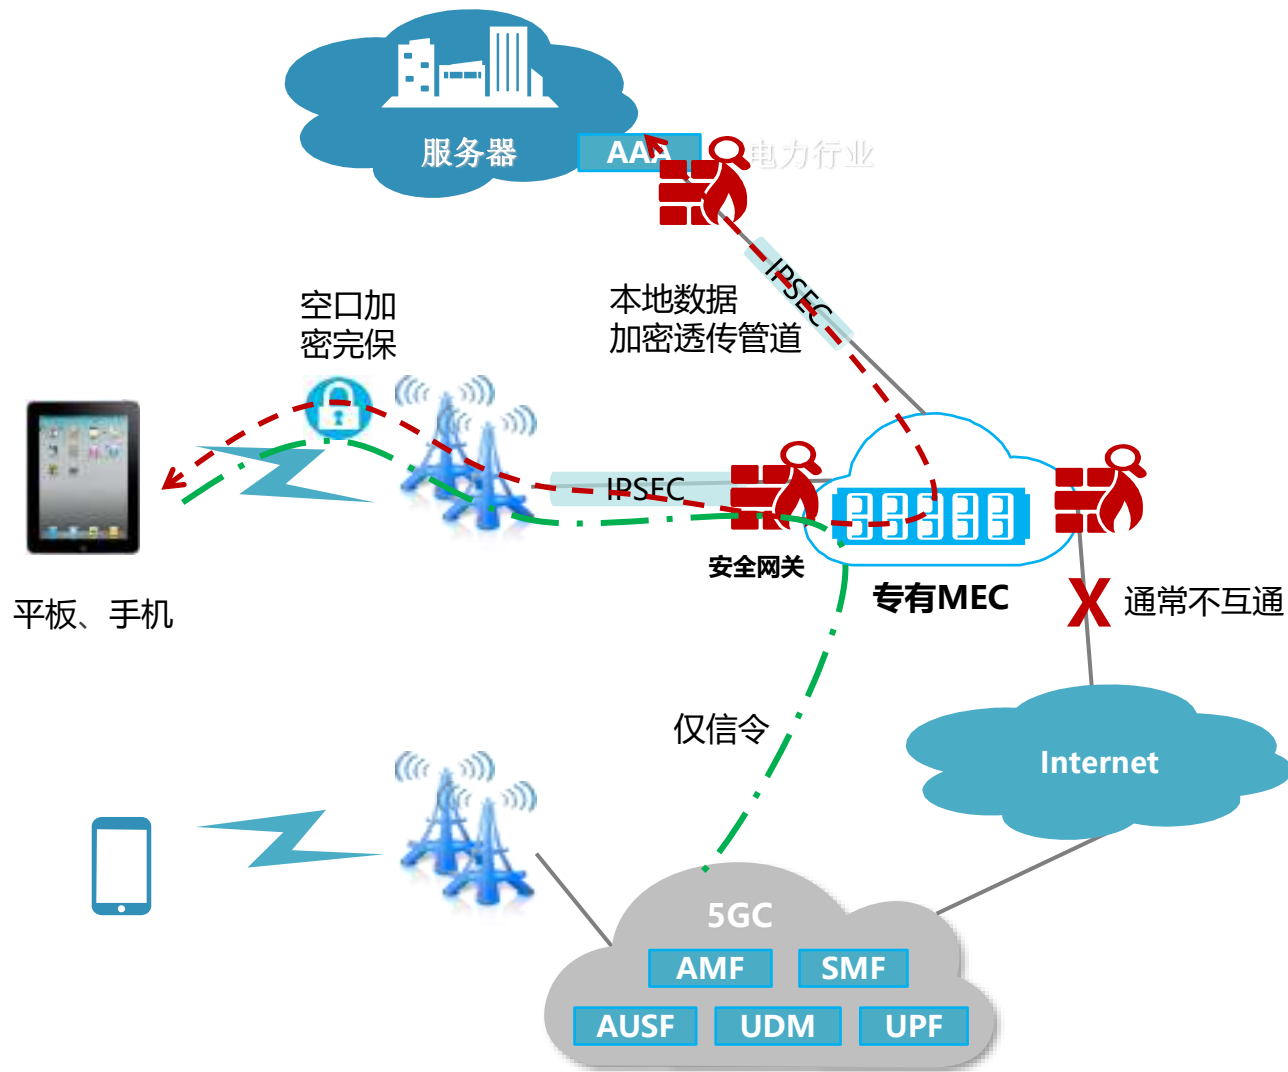 服务器
AAA
电力行业
IPSEC
空口加
密完保
本地数据
加密透传管道
IPSEC
安全网关
专有MEC
通常不互通
平板、手机
仅信令
Internet
5GC
AMF
SMF
AUSF
UDM
UPF